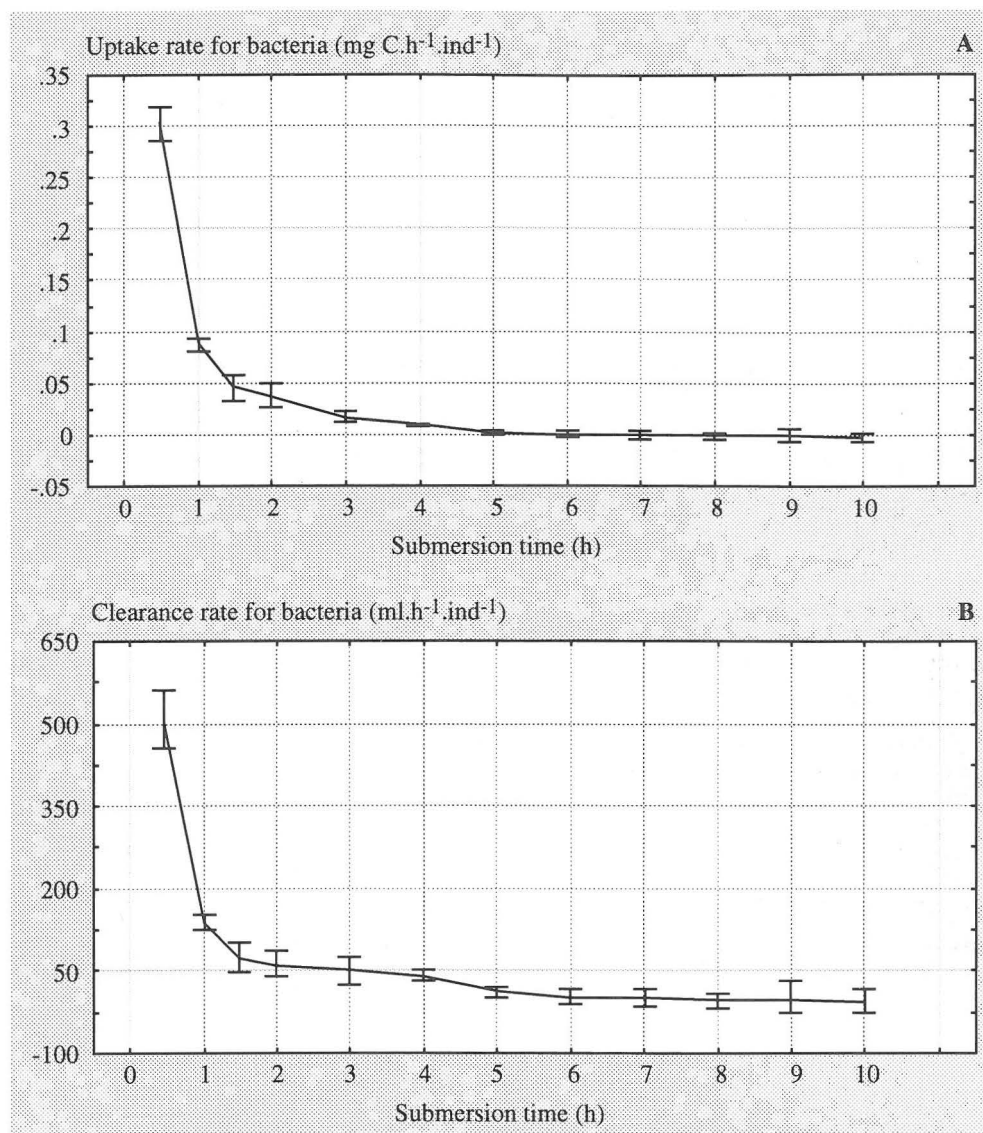 Uptake rate for bacteria (mg C.h-1.ind-1) A
.35
.3
.25
.2
.15
.1
.05
0
-.05
0 1 2 3 4 5 6 7 8 9 10
Submersion time (h)
Clearance rate for bacteria (ml.h-1.ind-1) B
650
500
350
200
50
-100
0 1 2 3 4 5 6 7 8 9 10
Submersion time (h)